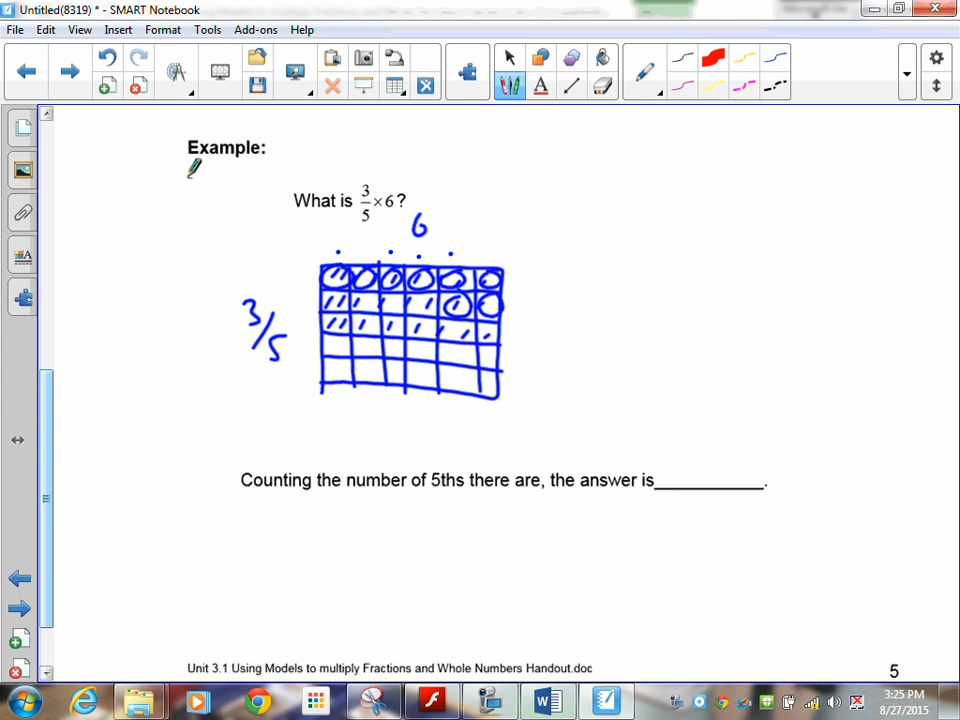 Untitled(8319) * - SMART Notebook
File Edit View Insert Format Tools Add-ons Help
Example:
What is 3/5 × 6?
6
3/5
Counting the number of 5ths there are, the answer is___________.
Unit 3.1 Using Models to multiply Fractions and Whole Numbers Handout.doc
5
3:25 PM
8/27/2015